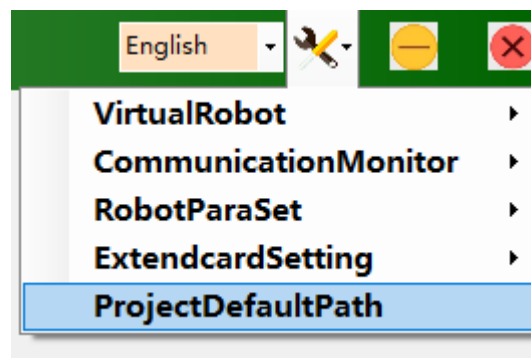 English
VirtualRobot
CommunicationMonitor
RobotParaSet
ExtendcardSetting
ProjectDefaultPath